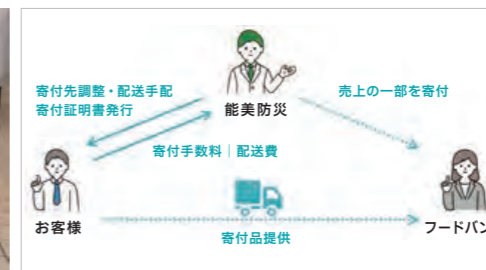 寄付先調整・配送手配
寄付証明書発行
能美防災
売上の一部を寄付
寄付手数料｜配送費
お客様
寄付品提供
フードバン